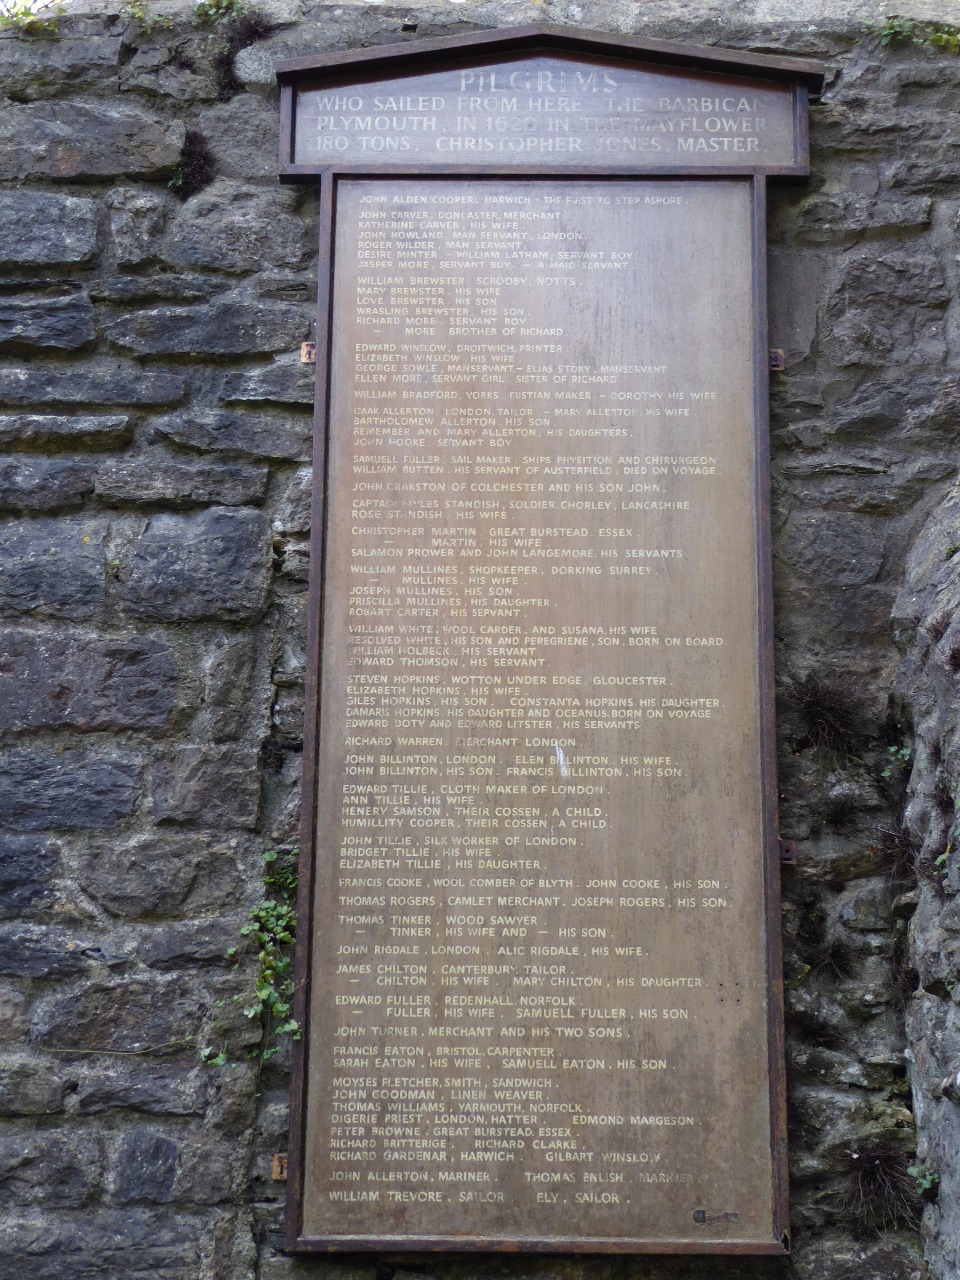 PILGRIMS
WHO SAILED FROM HERE THE BARBICAN
PLYMOUTH, IN 1620 IN THE MAYFLOWER
180 TONS. CHRISTOPHER JONES. MASTER.
JOHN ALDEN, COOPER, HARWICH - THE FIRST TO STEP ASHORE.
JOHN CARVER, DONCASTER, MERCHANT
KATHERINE CARVER, HIS WIFE.
JOHN HOWLAND, MAN SERVANT, LONDON.
ROGER WILDER, MAN SERVANT.
DESIRE MINTER, - WILLIAM LATHAM, SERVANT BOY
JASPER MORE, SERVANT BOY. - A MAID SERVANT.
WILLIAM BREWSTER SCROOBY, NOTTS.
MARY BREWSTER, HIS WIFE.
LOVE BREWSTER, HIS SON.
WRASLING BREWSTER, HIS SON.
RICHARD MORE, SERVANT BOY.
- MORE, BROTHER OF RICHARD.
EDWARD WINSLOW, DROITWICH, PRINTER
ELIZABETH WINSLOW, HIS WIFE.
GEORGE SOWLE, MANSERVANT. - ELIAS STORY, MANSERVANT
ELLEN MORE, SERVANT GIRL, SISTER OF RICHARD.
WILLIAM BRADFORD, YORKS FUSTIAN MAKER. - DOROTHY HIS WIFE.
ISAAK ALLERTON, LONDON, TAILOR - MARY ALLERTON, HIS WIFE.
BARTHOLOMEW ALLERTON, HIS SON.
REMEMBER AND MARY ALLERTON, HIS DAUGHTERS.
JOHN HOOKE, SERVANT BOY.
SAMUELL FULLER, SAIL MAKER, SHIPS PHYSITION AND CHIRURGEON
WILLIAM BUTTEN, HIS SERVANT OF AUSTERFIELD, DIED ON VOYAGE.
JOHN CRAKSTON OF COLCHESTER AND HIS SON JOHN.
CAPTAIN MYLES STANDISH, SOLDIER, CHORLEY, LANCASHIRE
ROSE STANDISH, HIS WIFE.
CHRISTOPHER MARTIN, GREAT BURSTEAD ESSEX.
- MARTIN, HIS WIFE.
SALAMON PROWER AND JOHN LANGEMORE, HIS SERVANTS
WILLIAM MULLINES, SHOPKEEPER, DORKING SURREY.
- MULLINES, HIS WIFE.
JOSEPH MULLINES, HIS SON.
PRISCILLA MULLINES, HIS DAUGHTER.
ROBART CARTER, HIS SERVANT.
WILLIAM WHITE, WOOL CARDER, AND SUSANA, HIS WIFE
RESOLVED WHITE, HIS SON AND PEREGRIENE, SON, BORN ON BOARD
WILLIAM HOLBECK, HIS SERVANT
EDWARD THOMSON, HIS SERVANT.
STEVEN HOPKINS, WOTTON UNDER EDGE, GLOUCESTER.
ELIZABETH HOPKINS, HIS WIFE.
GILES HOPKINS, HIS SON. CONSTANTA HOPKINS, HIS DAUGHTER.
DAMARIS HOPKINS, HIS DAUGHTER AND OCEANUS, BORN ON VOYAGE
EDWARD DOTY AND EDWARD LITSTER, HIS SERVANTS.
RICHARD WARREN, MERCHANT LONDON
JOHN BILLINTON, LONDON. ELEN BILLINTON, HIS WIFE.
JOHN BILLINTON, HIS SON. FRANCIS BILLINTON, HIS SON.
EDWARD TILLIE, CLOTH MAKER OF LONDON.
ANN TILLIE, HIS WIFE.
HENERY SAMSON, THEIR COSSEN, A CHILD.
HUMILLITY COOPER, THEIR COSSEN, A CHILD.
JOHN TILLIE, SILK WORKER OF LONDON.
BRIDGET TILLIE, HIS WIFE.
ELIZABETH TILLIE, HIS DAUGHTER.
FRANCIS COOKE, WOOL COMBER OF BLYTH. JOHN COOKE, HIS SON.
THOMAS ROGERS, CAMLET MERCHANT. JOSEPH ROGERS, HIS SON.
THOMAS TINKER, WOOD SAWYER.
- TINKER, HIS WIFE AND - HIS SON.
JOHN RIGDALE, LONDON, ALIC RIGDALE, HIS WIFE.
JAMES CHILTON, CANTERBURY, TAILOR.
- CHILTON, HIS WIFE. MARY CHILTON, HIS DAUGHTER.
EDWARD FULLER, REDENHALL, NORFOLK.
- FULLER, HIS WIFE. SAMUELL FULLER, HIS SON.
JOHN TURNER, MERCHANT AND HIS TWO SONS.
FRANCIS EATON, BRISTOL, CARPENTER.
SARAH EATON, HIS WIFE, SAMUELL EATON, HIS SON
MOYSES FLETCHER, SMITH, SANDWICH.
JOHN GOODMAN, LINEN WEAVER
THOMAS WILLIAMS, YARMOUTH, NORFOLK.
DIGERIE PRIEST, LONDON, HATTER. EDMOND MARGESON
PETER BROWNE, GREAT BURSTEAD, ESSEX.
RICHARD BRITTERIGE. RICHARD CLARKE.
RICHARD GARDENAR, HARWICH. GILBART WINSLOW.
JOHN ALLERTON, MARINER. THOMAS ENLISH, MARINER
WILLIAM TREVORE, SAILOR ELY, SAILOR.